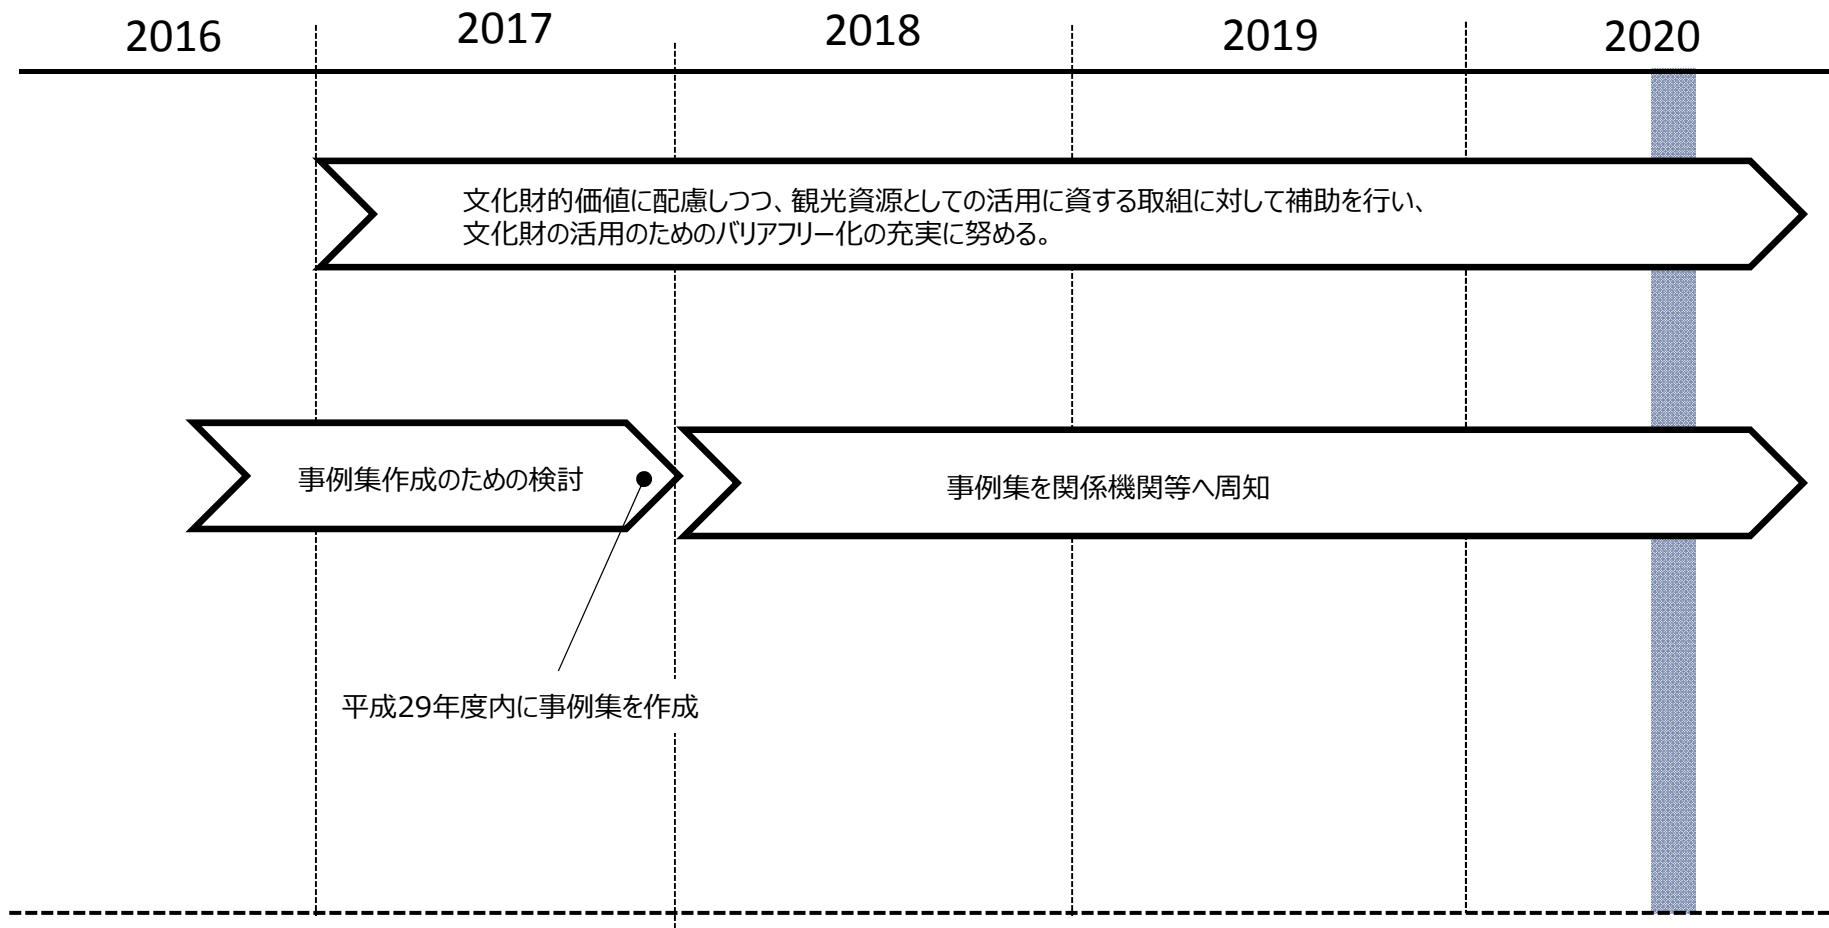 2016
2017
2018
2019
2020
文化財的価値に配慮しつつ、観光資源としての活用に資する取組に対して補助を行い、
文化財の活用のためのバリアフリー化の充実に努める。
事例集作成のための検討
事例集を関係機関等へ周知
平成29年度内に事例集を作成